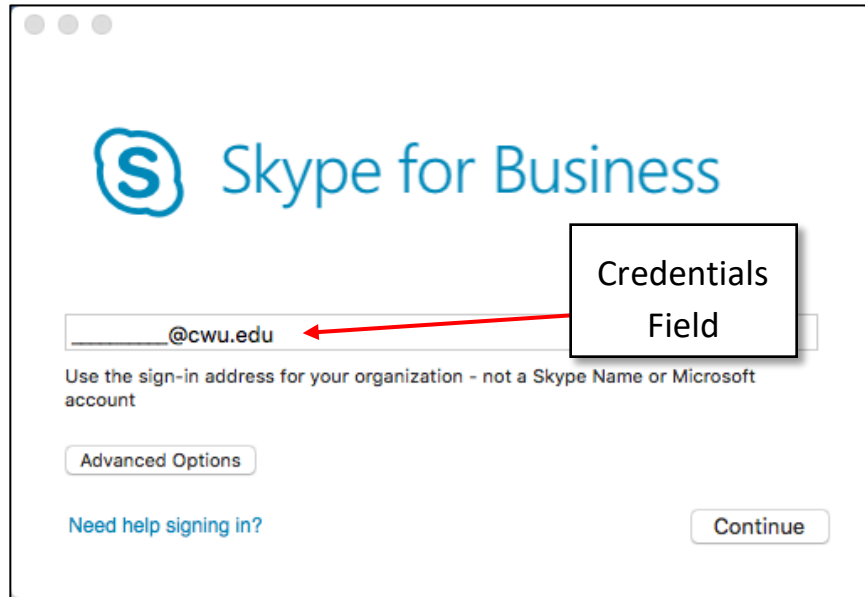 S Skype for Business
Credentials
Field
_________@cwu.edu
Use the sign-in address for your organization - not a Skype Name or Microsoft
account
Advanced Options
Need help signing in?
Continue